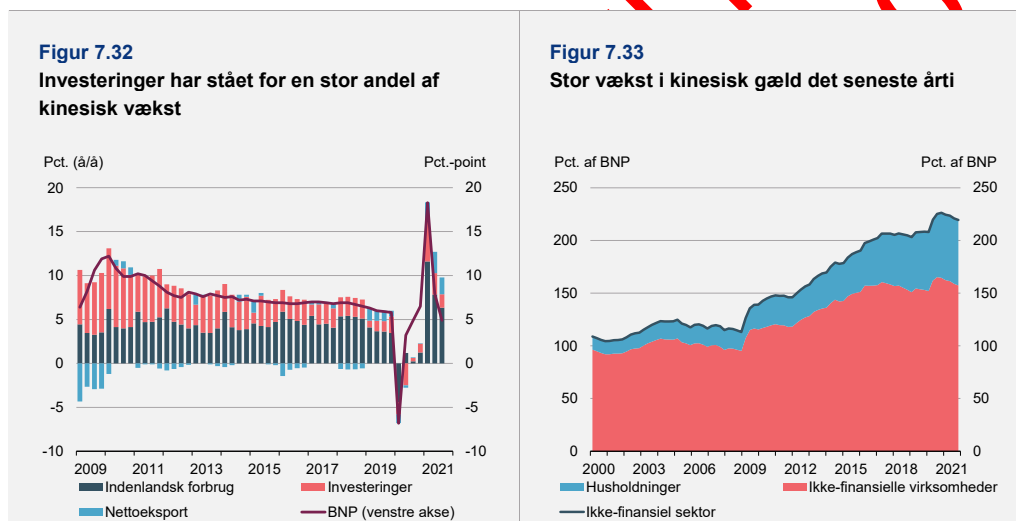 Figur 7.32
Investeringer har stået for en stor andel af
kinesisk vækst
Pct. (å/å)
Pct.-point
20
15
10
5
0
-5
-10
20
15
10
5
0
-5
-10
2009
2011
2013
2015
2017
2019
2021
Indenlandsk forbrug
Investeringer
Nettoeksport
BNP (venstre akse)
Figur 7.33
Stor vækst i kinesisk gæld det seneste årti
Pct. af BNP
Pct. af BNP
250
200
150
100
50
0
250
200
150
100
50
0
2000
2003
2006
2009
2012
2015
2018
2021
Husholdninger
Ikke-finansielle virksomheder
Ikke-finansiel sektor